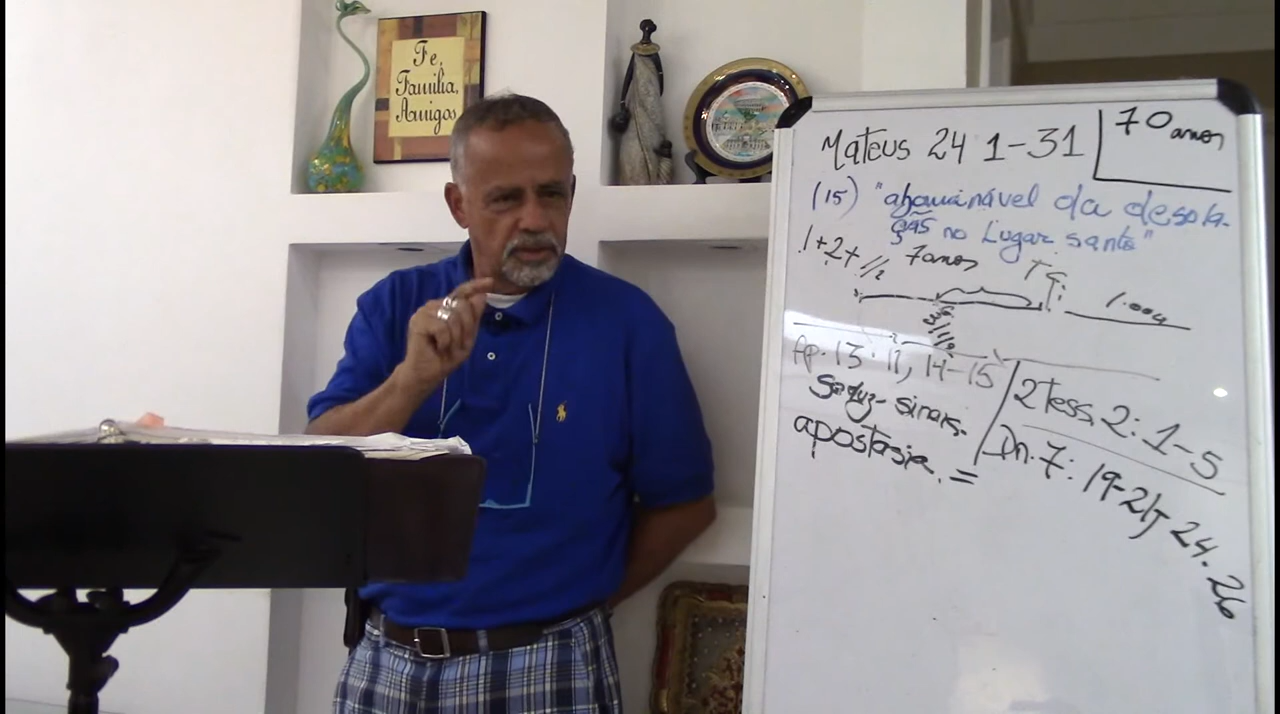 Fe,
Familia,
Amigos
Mateus 24 1-31
70 anos
(15) "abominável da desola-
ção no Lugar santo"
1+2+1/2 7 anos
1.000
Ap. 13: 11, 14-15
Seduz- sinais.
apostasia. =
2 Tess. 2: 1-5
Dn. 7: 19-21; 24-26